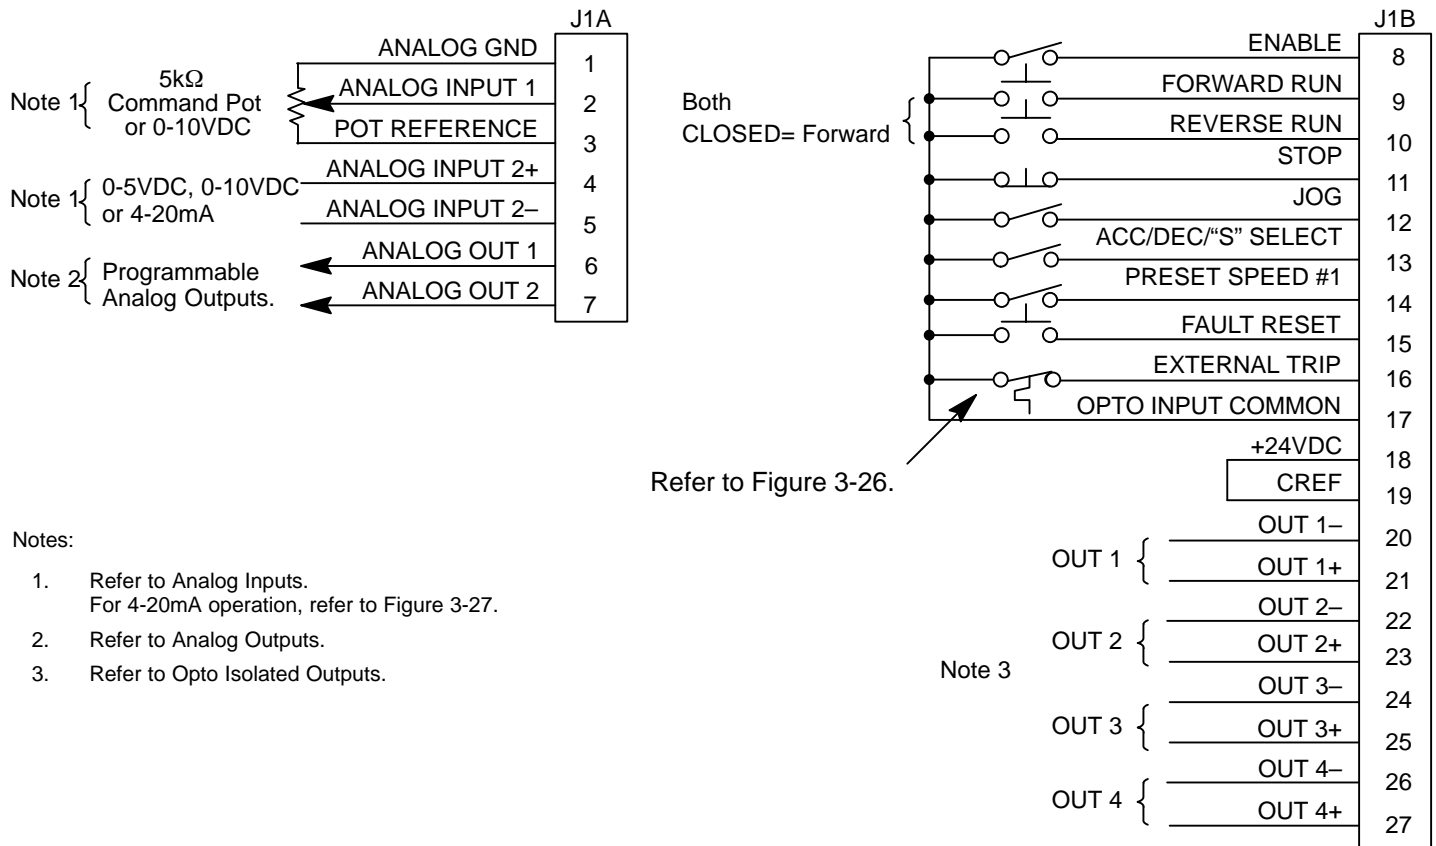 J1A
ANALOG GND
1
5kΩ
Note 1
Command Pot
or 0-10VDC
ANALOG INPUT 1
2
POT REFERENCE
3
ANALOG INPUT 2+
4
Note 1
0-5VDC, 0-10VDC
or 4-20mA
ANALOG INPUT 2–
5
ANALOG OUT 1
6
Note 2
Programmable
Analog Outputs.
ANALOG OUT 2
7
J1B
ENABLE
8
FORWARD RUN
9
Both
CLOSED= Forward
REVERSE RUN
10
STOP
11
JOG
12
ACC/DEC/“S” SELECT
13
PRESET SPEED #1
14
FAULT RESET
15
EXTERNAL TRIP
16
OPTO INPUT COMMON
17
Refer to Figure 3-26.
+24VDC
18
CREF
19
OUT 1–
20
OUT 1
OUT 1+
21
OUT 2–
22
OUT 2
OUT 2+
23
Note 3
OUT 3–
24
OUT 3
OUT 3+
25
OUT 4–
26
OUT 4
OUT 4+
27
Notes:
1. Refer to Analog Inputs.
For 4-20mA operation, refer to Figure 3-27.
2. Refer to Analog Outputs.
3. Refer to Opto Isolated Outputs.